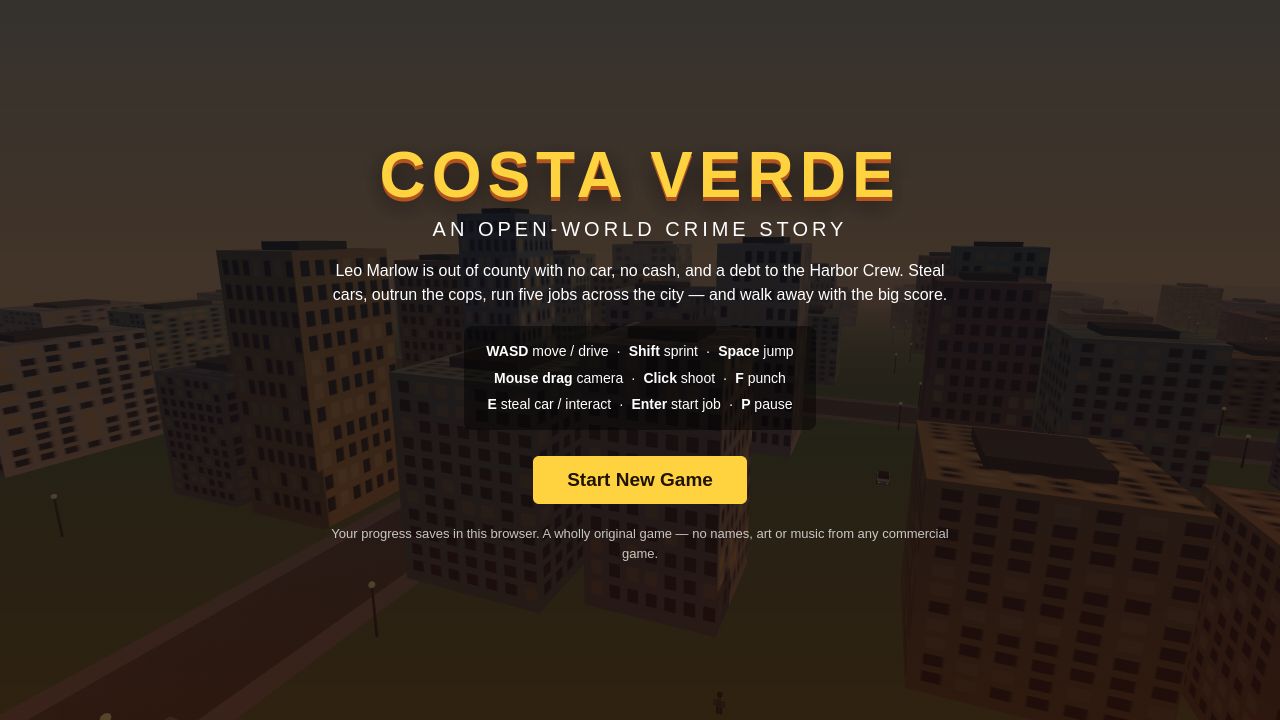 COSTA VERDE
AN OPEN-WORLD CRIME STORY
Leo Marlow is out of county with no car, no cash, and a debt to the Harbor Crew. Steal
cars, outrun the cops, run five jobs across the city — and walk away with the big score.
WASD move / drive · Shift sprint · Space jump
Mouse drag camera · Click shoot · F punch
E steal car / interact · Enter start job · P pause
Start New Game
Your progress saves in this browser. A wholly original game — no names, art or music from any commercial
game.